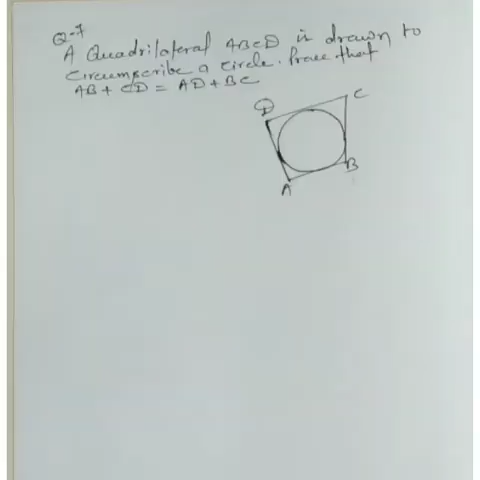 Q-7
A Quadrilateral ABCD is drawn to
Circumscribe a circle. Prove that
AB + CD = AD + BC
D
C
B
A